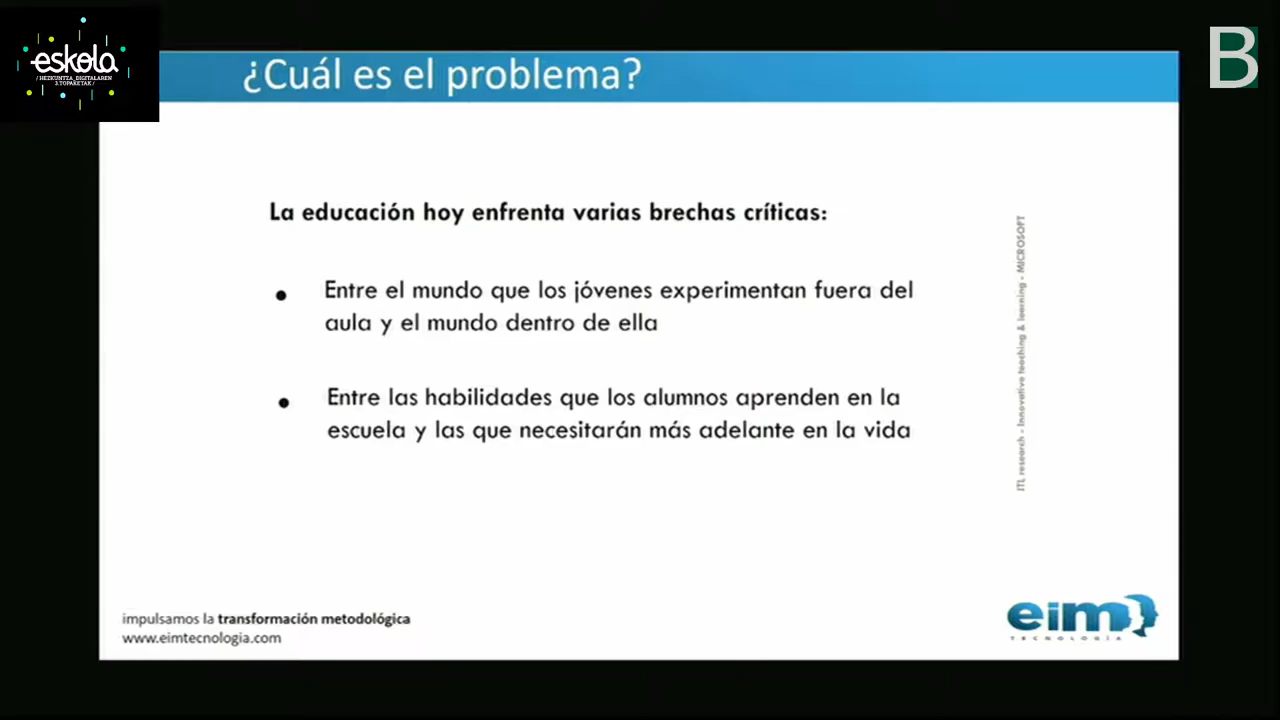 eskola
/HEZKUNTZA_DIGITALAREN
3.TOPAKETAK/
B
¿Cuál es el problema?
La educación hoy enfrenta varias brechas críticas:
• Entre el mundo que los jóvenes experimentan fuera del
aula y el mundo dentro de ella
• Entre las habilidades que los alumnos aprenden en la
escuela y las que necesitarán más adelante en la vida
ITL research - Innovative teaching & learning - MICROSOFT
impulsamos la transformación metodológica
www.eimtecnologia.com
eim
TECNOLOGÍA